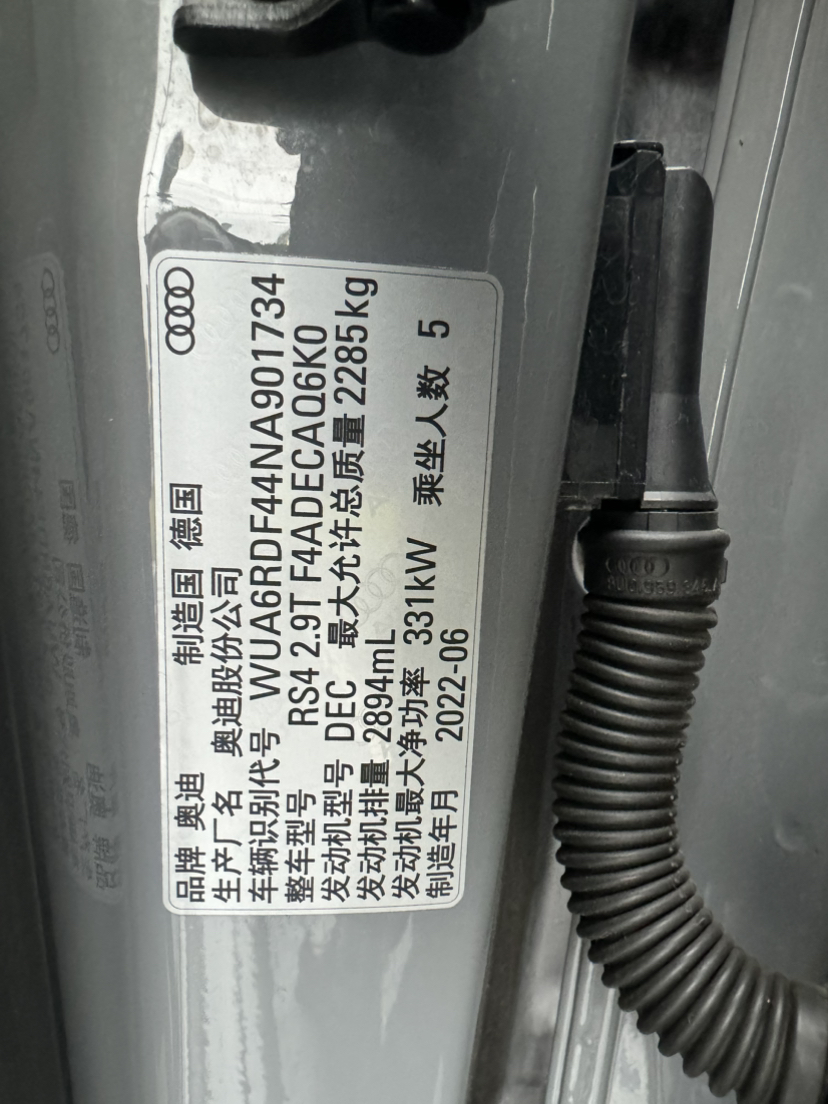 品牌 奥迪 制造国 德国
生产厂名 奥迪股份公司
车辆识别代号 WUA6RDF44NA901734
整车型号 RS4 2.9T F4ADECAQ6K0
发动机型号 DEC 最大允许总质量 2285kg
发动机排量 2894mL
发动机最大净功率 331kW 乘坐人数 5
制造年月 2022-06